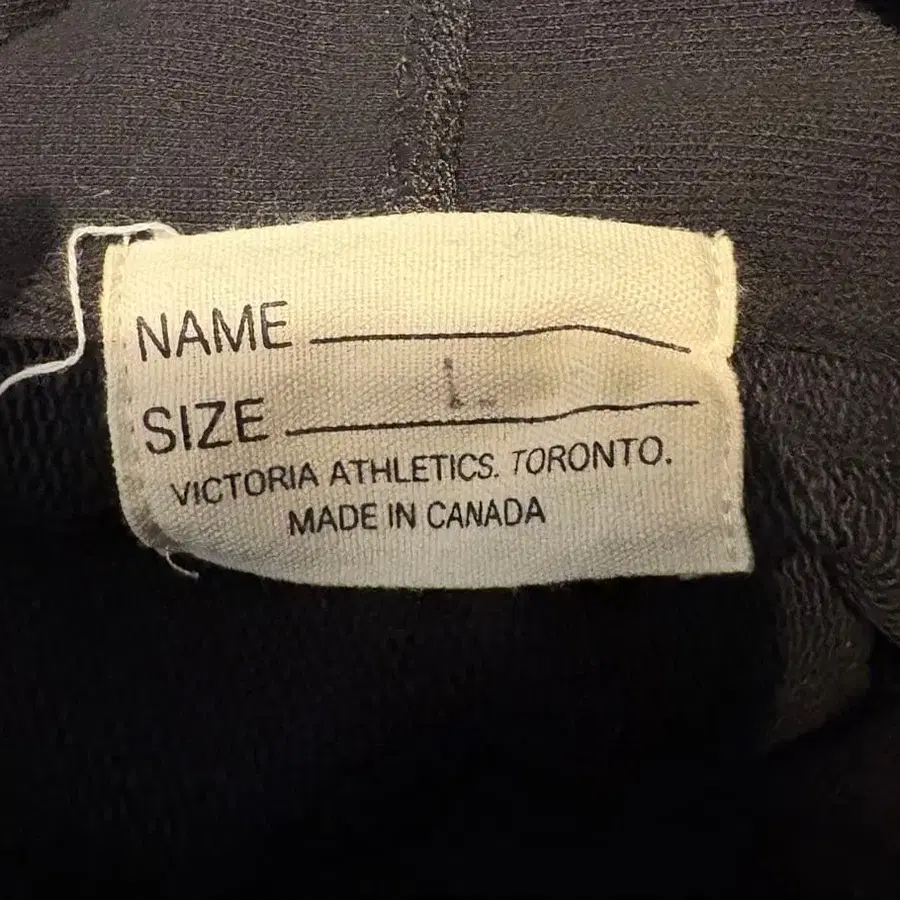 NAME
SIZE L
VICTORIA ATHLETICS. TORONTO.
MADE IN CANADA